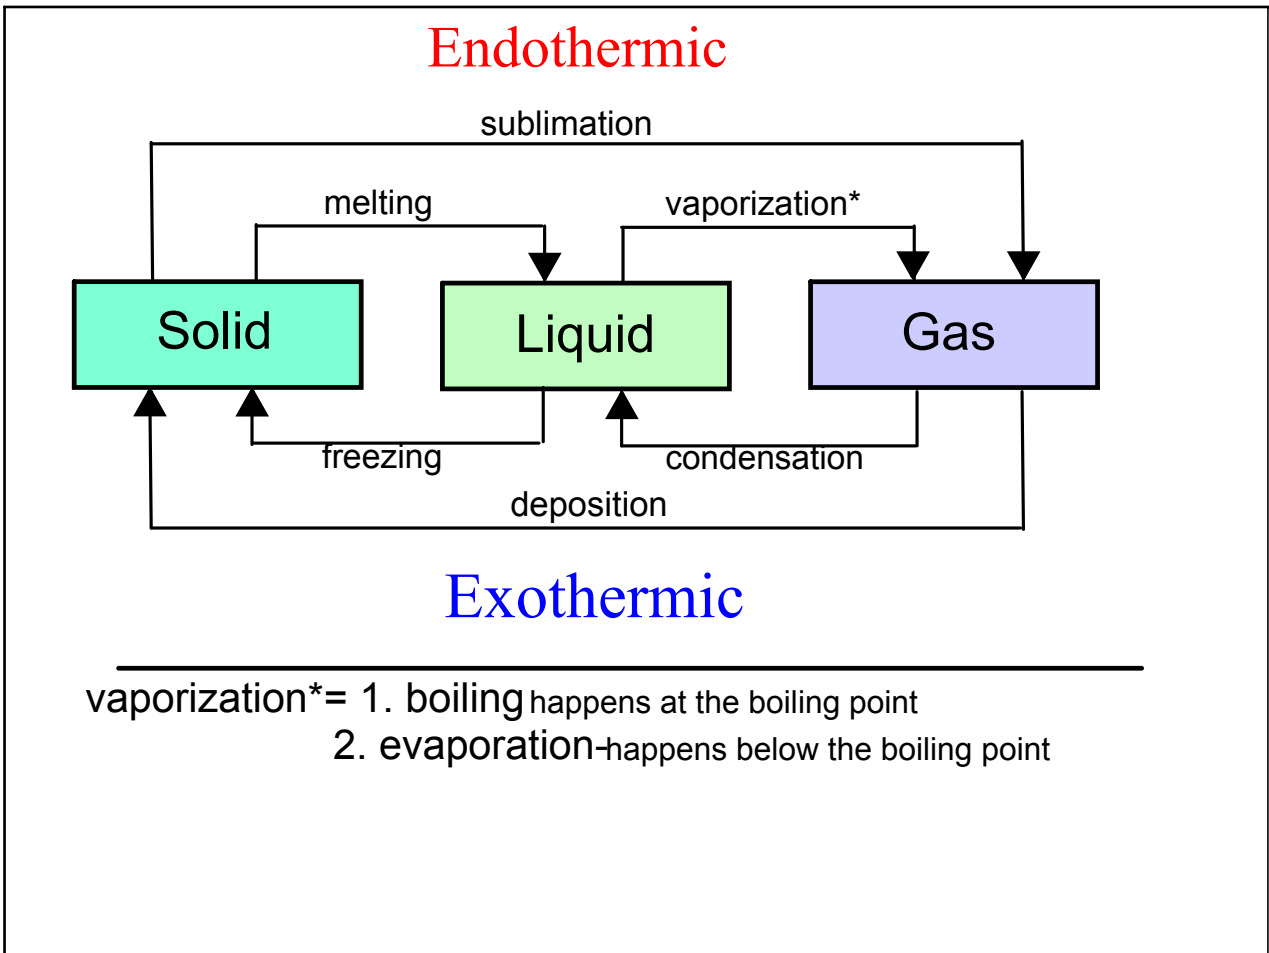 Endothermic
sublimation
melting
vaporization*
Solid
Liquid
Gas
freezing
condensation
deposition
Exothermic
vaporization*= 1. boiling happens at the boiling point
2. evaporation-happens below the boiling point